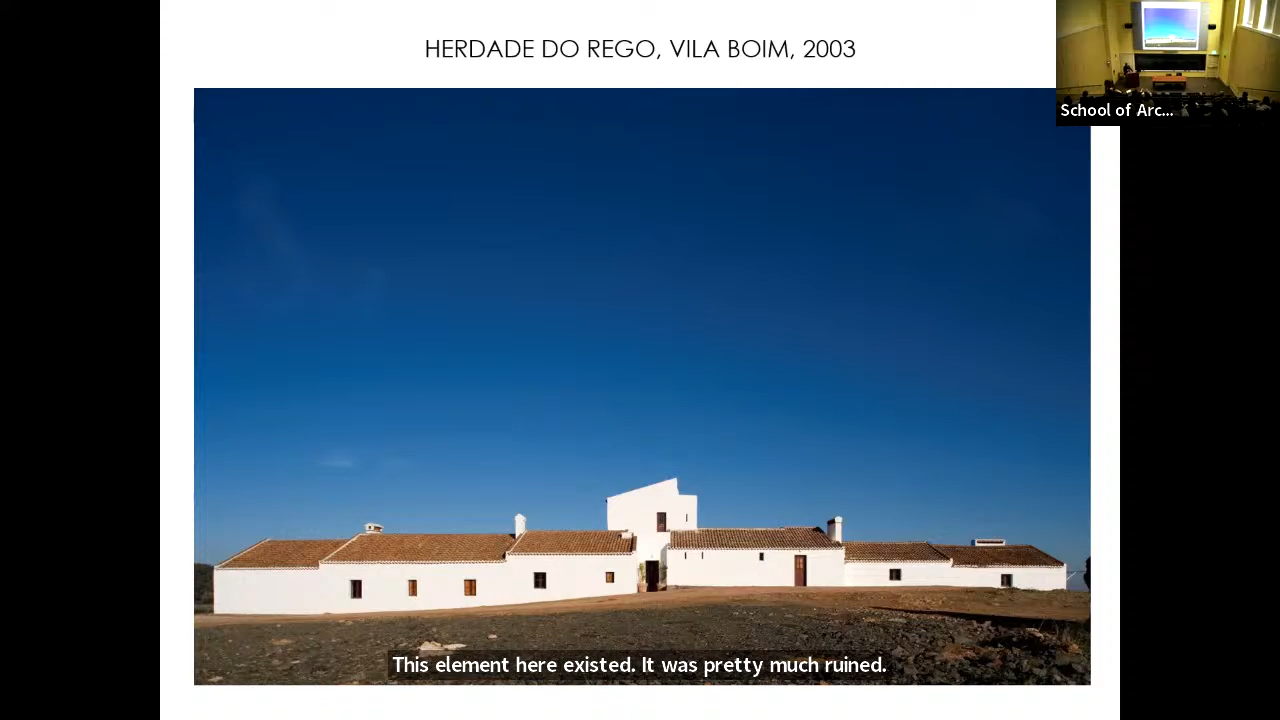 HERDADE DO REGO, VILA BOIM, 2003
School of Arc...
This element here existed. It was pretty much ruined.